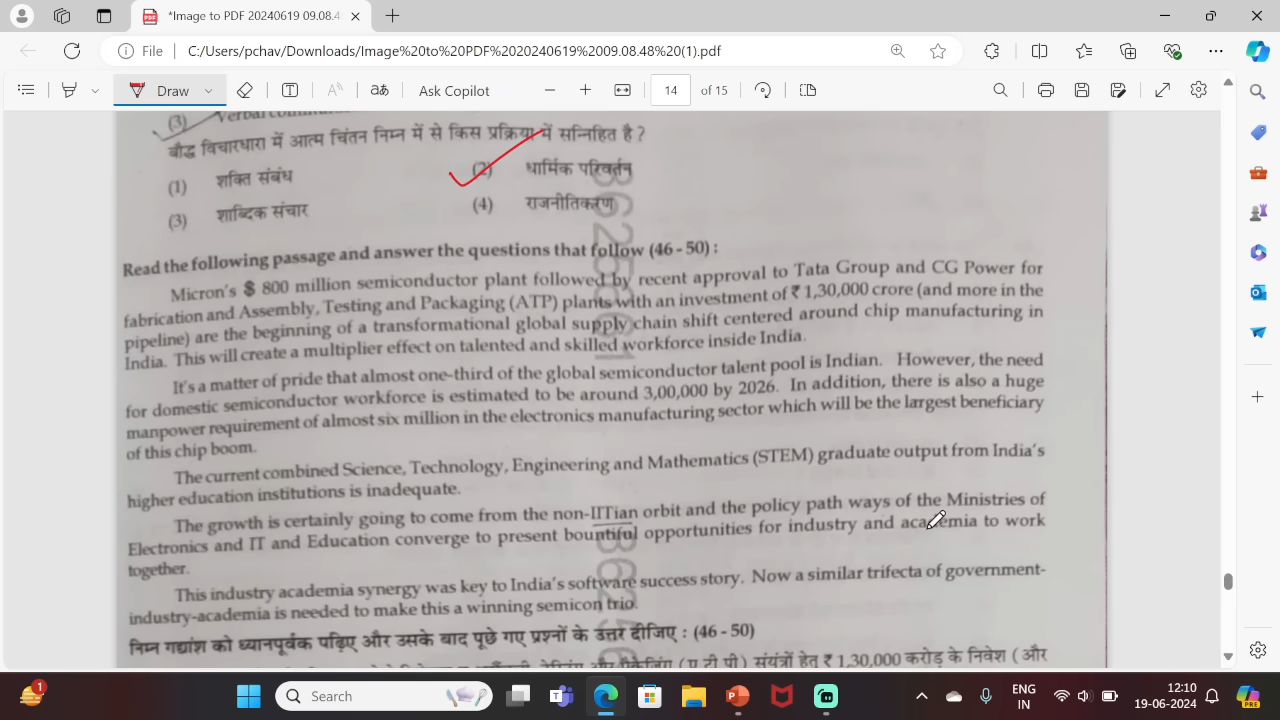 *Image to PDF 20240619 09.08.4
File
C:/Users/pchav/Downloads/Image%20to%20PDF%2020240619%2009.08.48%20(1).pdf
Draw
Ask Copilot
14 of 15
(3)
बौद्ध विचारधारा में आत्म चिंतन निम्न में से किस प्रक्रिया में सन्निहित है ?
(1) शक्ति संबंध (2) धार्मिक परिवर्तन
(3) शाब्दिक संचार (4) राजनीतिकरण
Read the following passage and answer the questions that follow (46 - 50) :
Micron's $ 800 million semiconductor plant followed by recent approval to Tata Group and CG Power for
fabrication and Assembly, Testing and Packaging (ATP) plants with an investment of ₹ 1,30,000 crore (and more in the
pipeline) are the beginning of a transformational global supply chain shift centered around chip manufacturing in
India. This will create a multiplier effect on talented and skilled workforce inside India.
It's a matter of pride that almost one-third of the global semiconductor talent pool is Indian. However, the need
for domestic semiconductor workforce is estimated to be around 3,00,000 by 2026. In addition, there is also a huge
manpower requirement of almost six million in the electronics manufacturing sector which will be the largest beneficiary
of this chip boom.
The current combined Science, Technology, Engineering and Mathematics (STEM) graduate output from India's
higher education institutions is inadequate.
The growth is certainly going to come from the non-IITian orbit and the policy path ways of the Ministries of
Electronics and IT and Education converge to present bountiful opportunities for industry and academia to work
together.
This industry academia synergy was key to India's software success story. Now a similar trifecta of government-
industry-academia is needed to make this a winning semicon trio.
निम्न गद्यांश को ध्यानपूर्वक पढ़िए और उसके बाद पूछे गए प्रश्नों के उत्तर दीजिए : (46 - 50)
और पैकेजिंग (ए टी पी) संयंत्रों हेतु ₹ 1,30,000 करोड़ के निवेश (और
Search
ENG
IN
12:10
19-06-2024
PRE